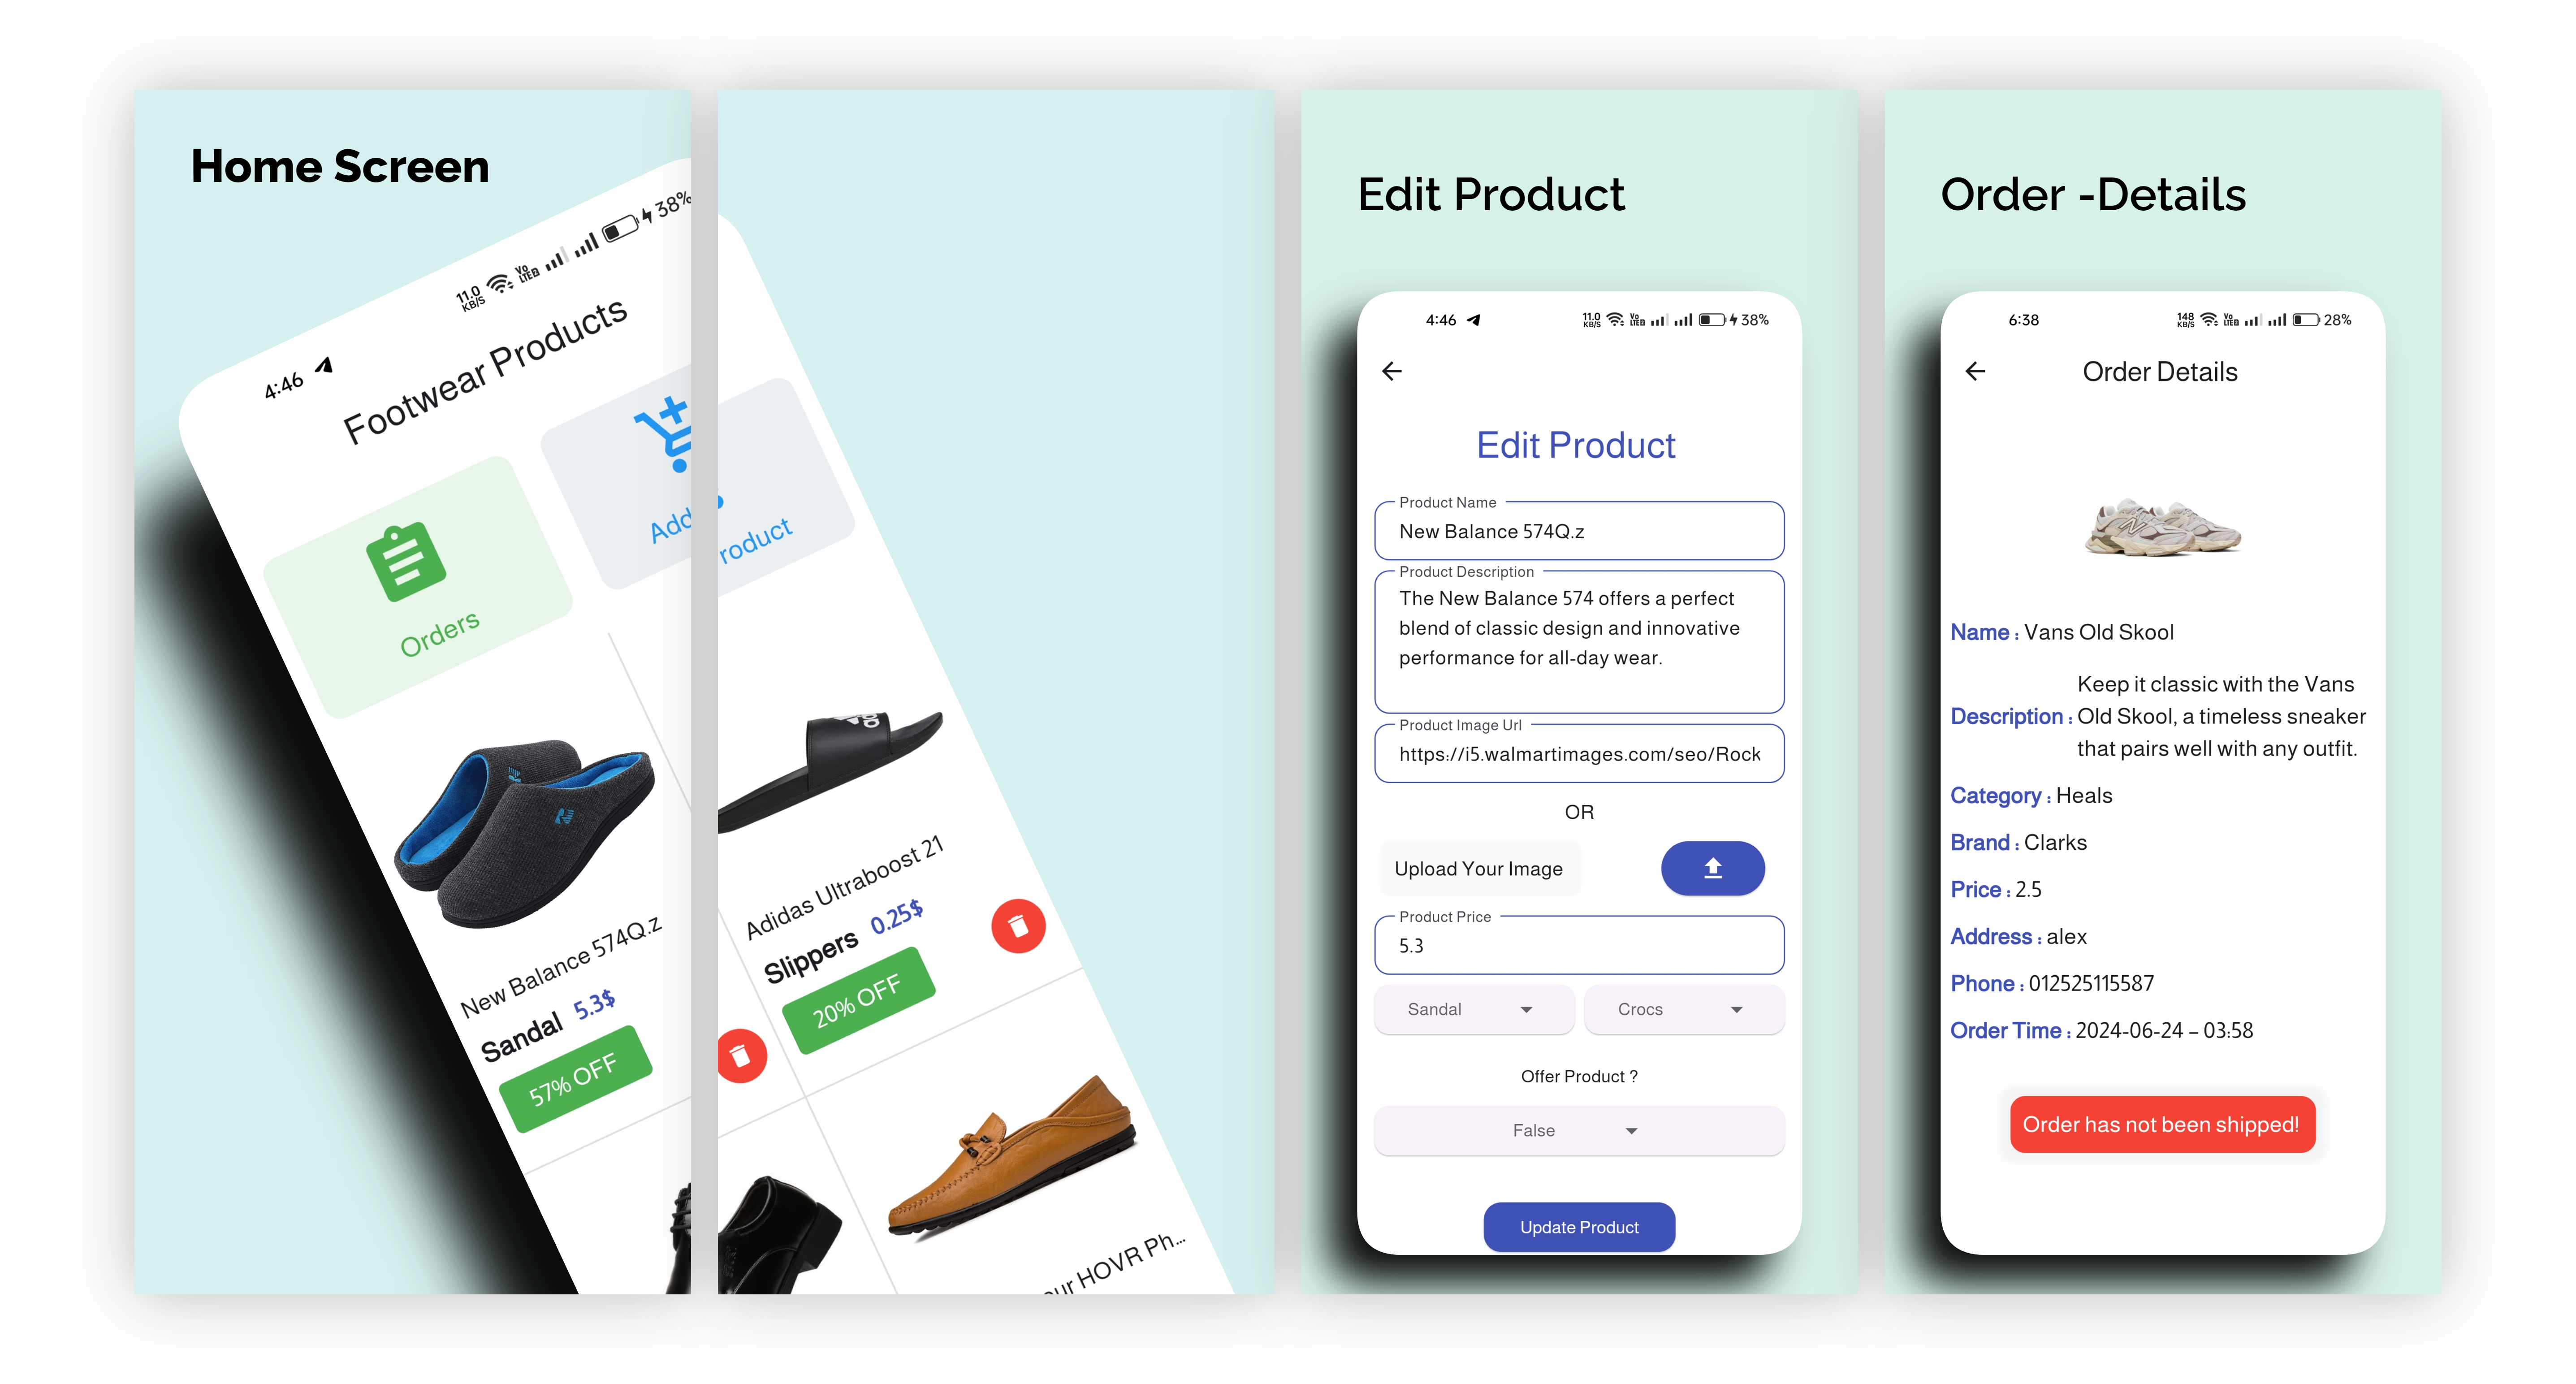 Home Screen
4:46
11.0
KB/S
Vo
LTE2
38%
Footwear Products
Orders
Add
roduct
New Balance 574Q.z
Sandal 5.3$
57% OFF
Adidas Ultraboost 21
Slippers 0.25$
20% OFF
our HOVR Ph...
Edit Product
4:46
11.0
KB/S
Vo
LTE2
38%
Edit Product
Product Name
New Balance 574Q.z
Product Description
The New Balance 574 offers a perfect
blend of classic design and innovative
performance for all-day wear.
Product Image Url
https://i5.walmartimages.com/seo/Rock
OR
Upload Your Image
Product Price
5.3
Sandal
Crocs
Offer Product ?
False
Update Product
Order -Details
6:38
148
KB/S
Vo
LTE2
28%
Order Details
Name : Vans Old Skool
Description : Keep it classic with the Vans
Old Skool, a timeless sneaker
that pairs well with any outfit.
Category : Heals
Brand : Clarks
Price : 2.5
Address : alex
Phone : 012525115587
Order Time : 2024-06-24 – 03:58
Order has not been shipped!